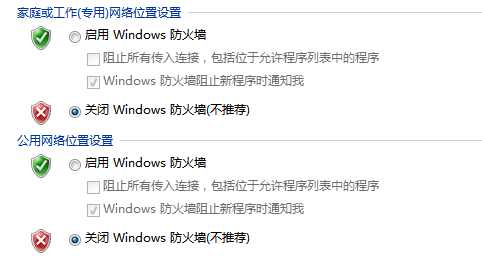 家庭或工作(专用)网络位置设置
启用 Windows 防火墙
阻止所有传入连接，包括位于允许程序列表中的程序
Windows 防火墙阻止新程序时通知我
关闭 Windows 防火墙(不推荐)
公用网络位置设置
启用 Windows 防火墙
阻止所有传入连接，包括位于允许程序列表中的程序
Windows 防火墙阻止新程序时通知我
关闭 Windows 防火墙(不推荐)